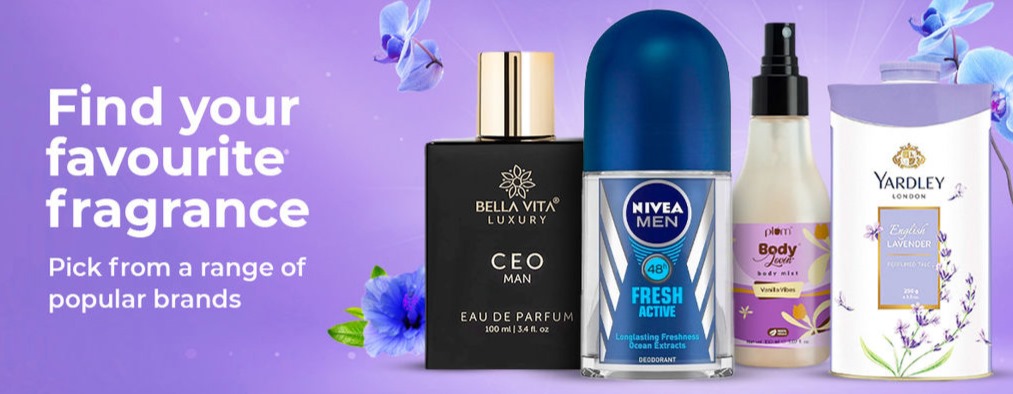 Find your
favourite
fragrance
Pick from a range of
popular brands
BELLA VITA®
LUXURY
CEO
MAN
EAU DE PARFUM
100 ml | 3.4 fl. oz
NIVEA
MEN
48h
FRESH
ACTIVE
Longlasting Freshness
Ocean Extracts
DEODORANT
plum
Body
Lovin'
body mist
Vanilla Vibes
YARDLEY
LONDON
English
LAVENDER
PERFUMED TALC
250 g